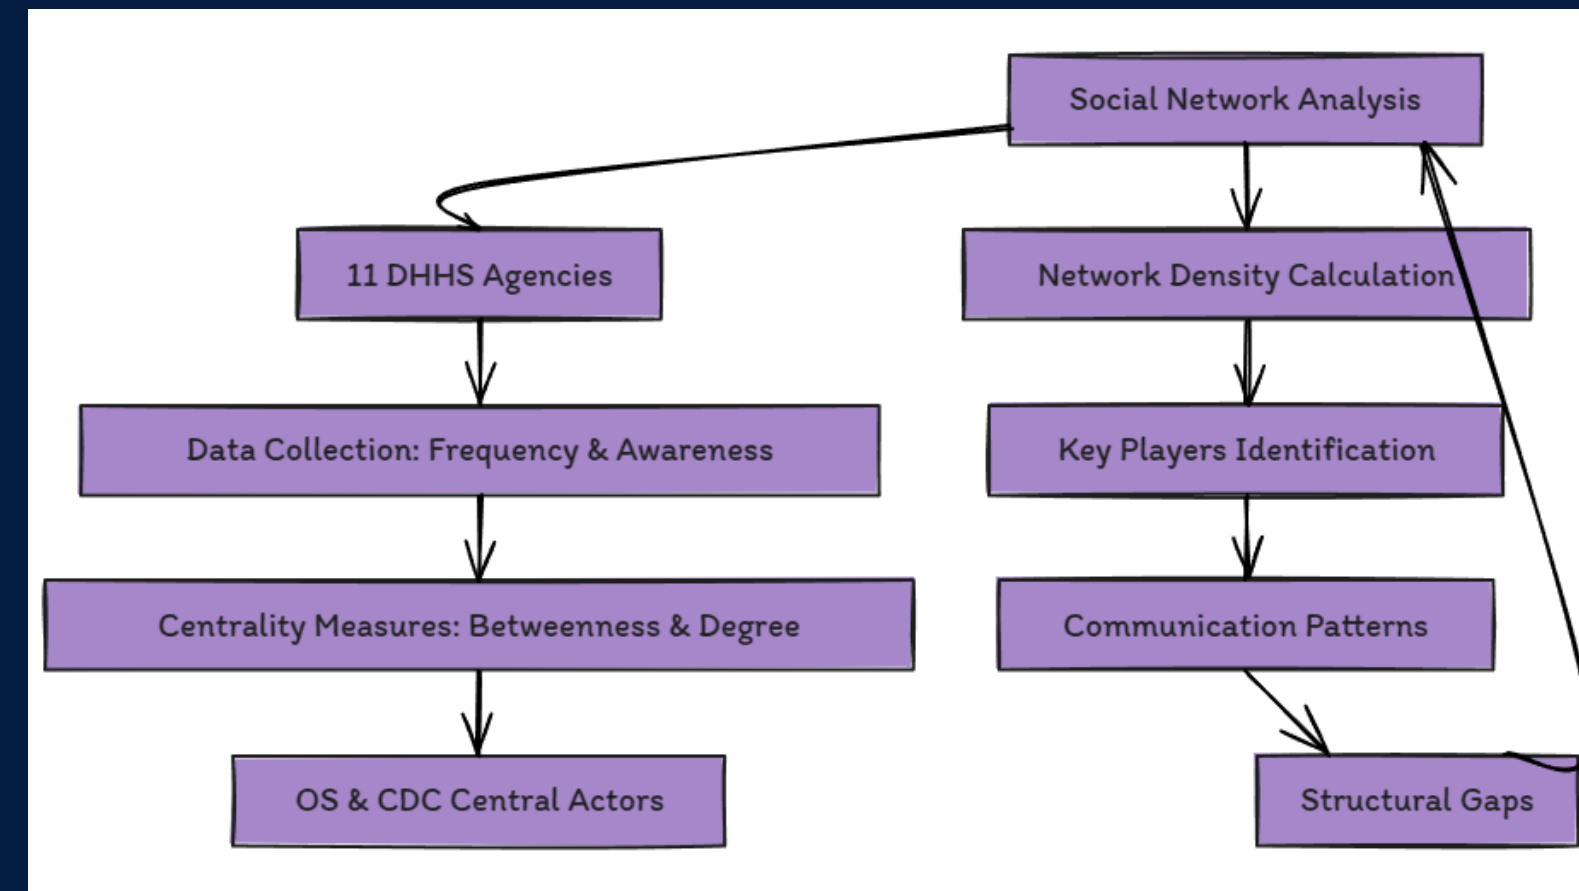 Social Network Analysis
11 DHHS Agencies
Network Density Calculation
Data Collection: Frequency & Awareness
Key Players Identification
Centrality Measures: Betweenness & Degree
Communication Patterns
OS & CDC Central Actors
Structural Gaps